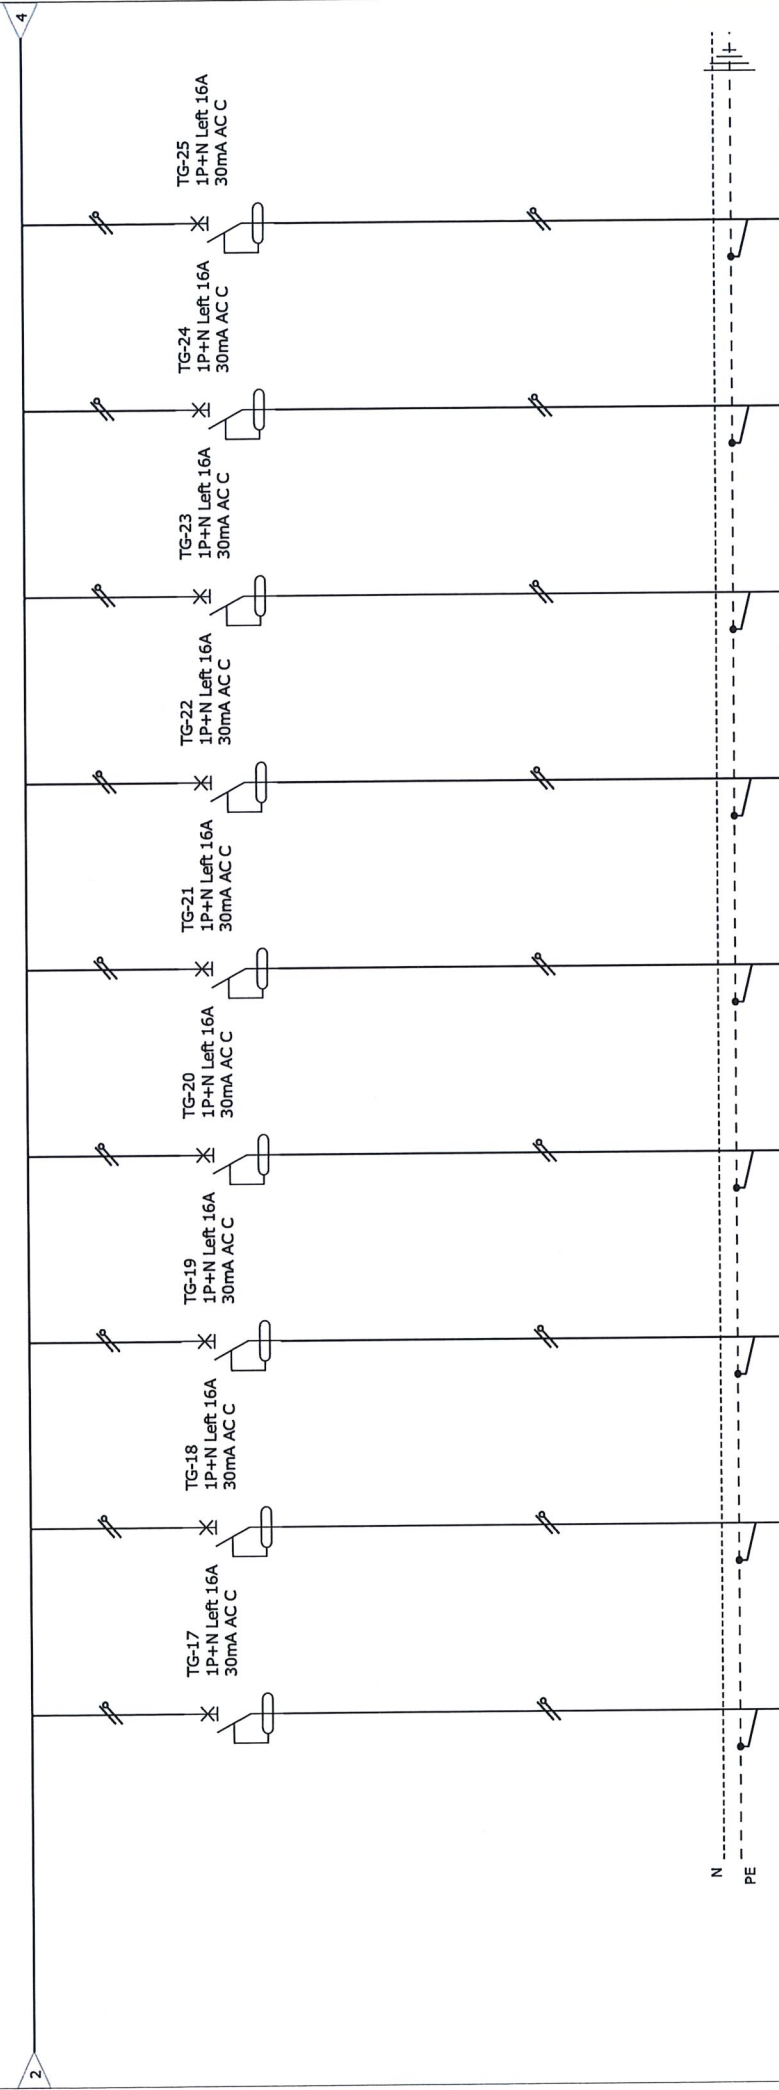 2
TG-17
1P+N Left 16A
30mA AC C
TG-18
1P+N Left 16A
30mA AC C
TG-19
1P+N Left 16A
30mA AC C
TG-20
1P+N Left 16A
30mA AC C
TG-21
1P+N Left 16A
30mA AC C
TG-22
1P+N Left 16A
30mA AC C
TG-23
1P+N Left 16A
30mA AC C
TG-24
1P+N Left 16A
30mA AC C
TG-25
1P+N Left 16A
30mA AC C
4
N
PE